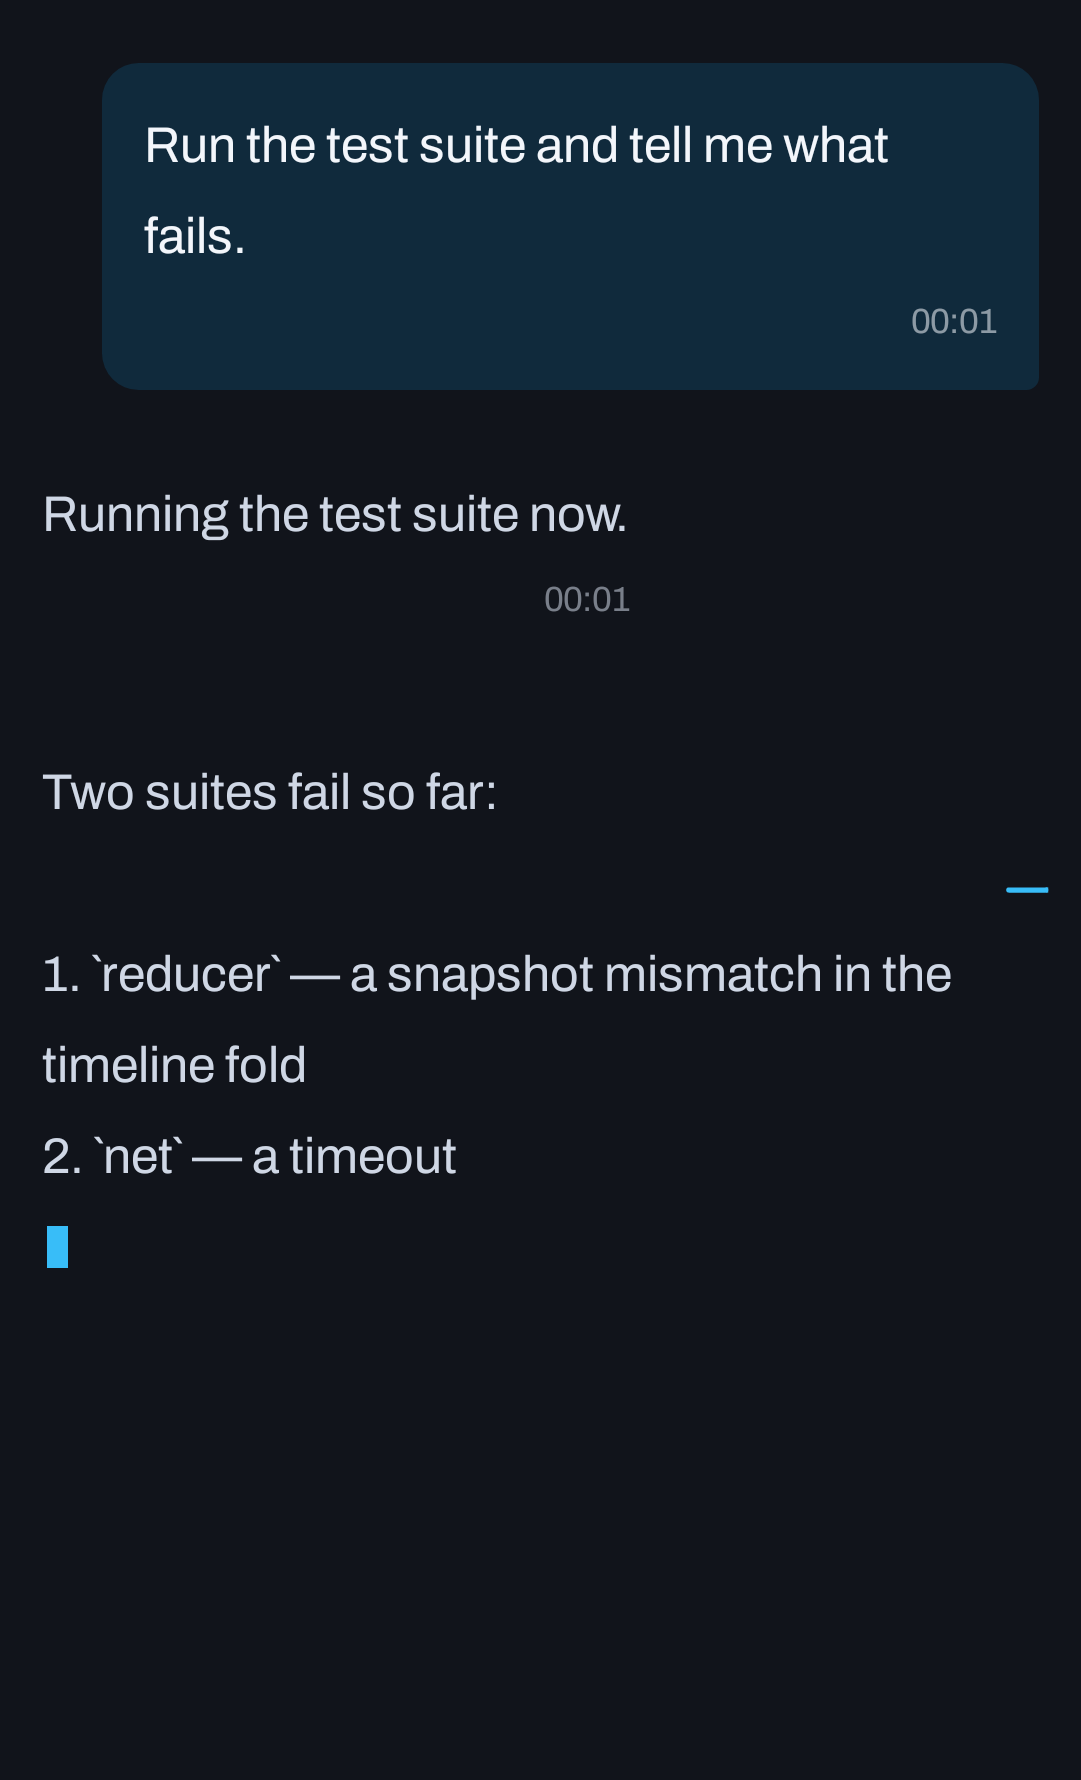 Run the test suite and tell me what
fails.
00:01
Running the test suite now.
00:01
Two suites fail so far:
1. `reducer` — a snapshot mismatch in the
timeline fold
2. `net` — a timeout